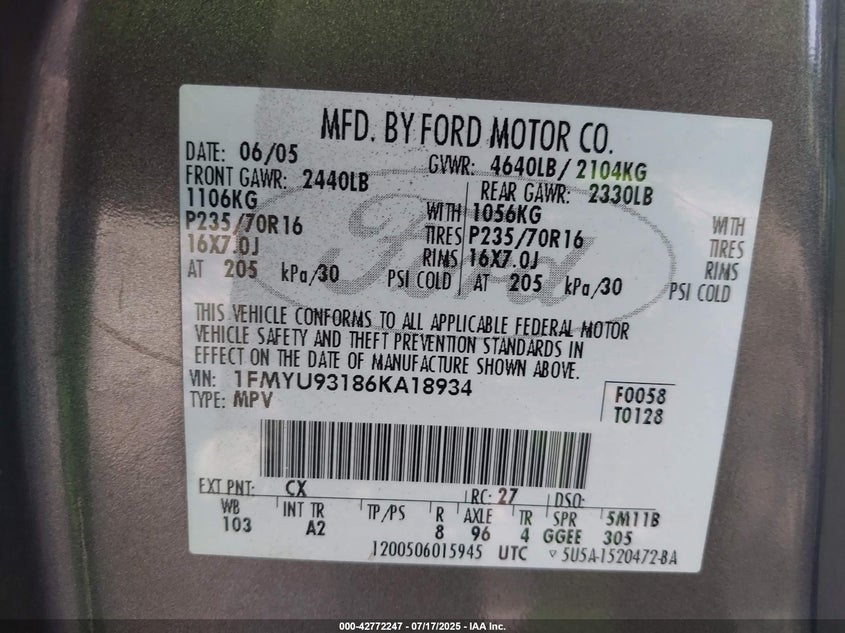 MFD. BY FORD MOTOR CO.
DATE: 06/05 GVWR: 4640LB/ 2104KG
FRONT GAWR: 2440LB REAR GAWR: 2330LB
1106KG WITH 1056KG WITH
P235/70R16 TIRES P235/70R16 TIRES
16X7.0J RIMS 16X7.0J RIMS
AT 205 kPa/30 PSI COLD AT 205 kPa/30 PSI COLD
Ford
THIS VEHICLE CONFORMS TO ALL APPLICABLE FEDERAL MOTOR
VEHICLE SAFETY AND THEFT PREVENTION STANDARDS IN
EFFECT ON THE DATE OF MANUFACTURE SHOWN ABOVE.
VIN: 1FMYU93186KA18934
TYPE: MPV
F0058
T0128
EXT PNT: CX RC: 27 DSO:
WB INT TR TP/PS R AXLE TR SPR 5M11B
103 A2 8 96 4 GGEE 305
1200506015945 UTC ▿ 5U5A-1520472-BA
000-42772247 - 07/17/2025 - IAA Inc.